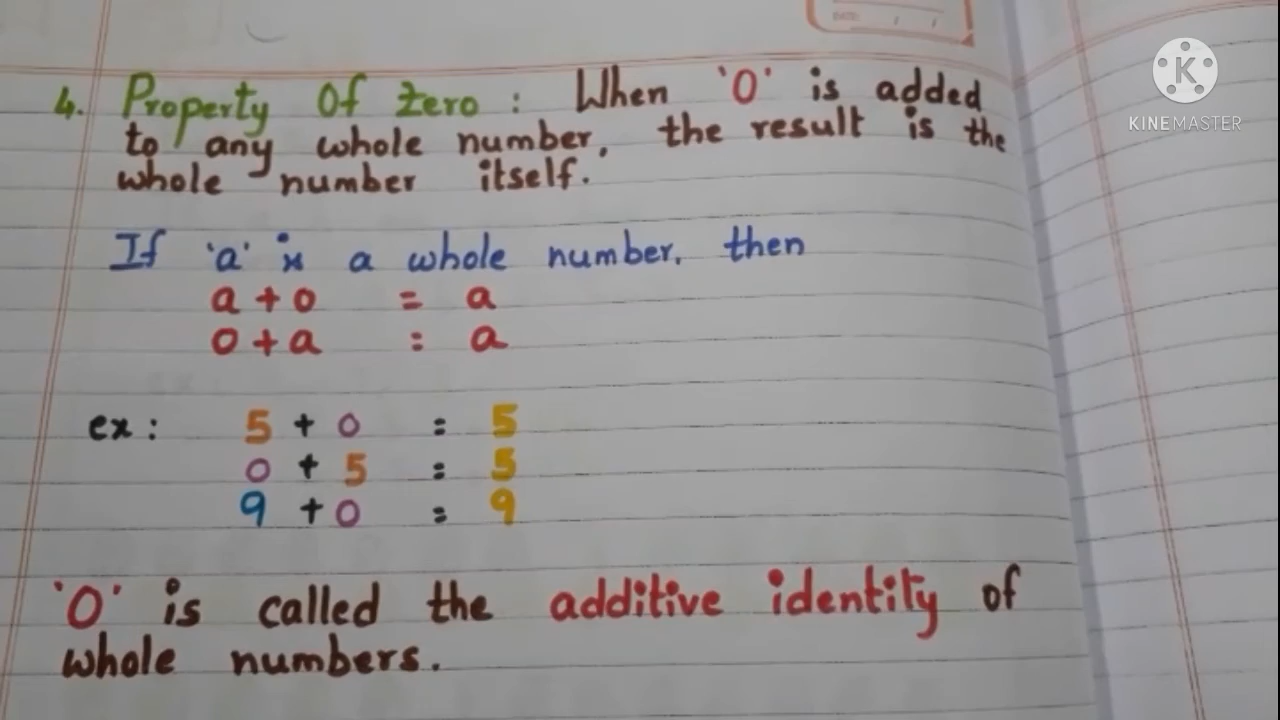 DATE: / /
K
KINEMASTER
4. Property Of Zero : When '0' is added
to any whole number, the result is the
whole number itself.
If 'a' is a whole number, then
a + 0 = a
0 + a = a
ex : 5 + 0 = 5
0 + 5 = 5
9 + 0 = 9
'0' is called the additive identity of
whole numbers.